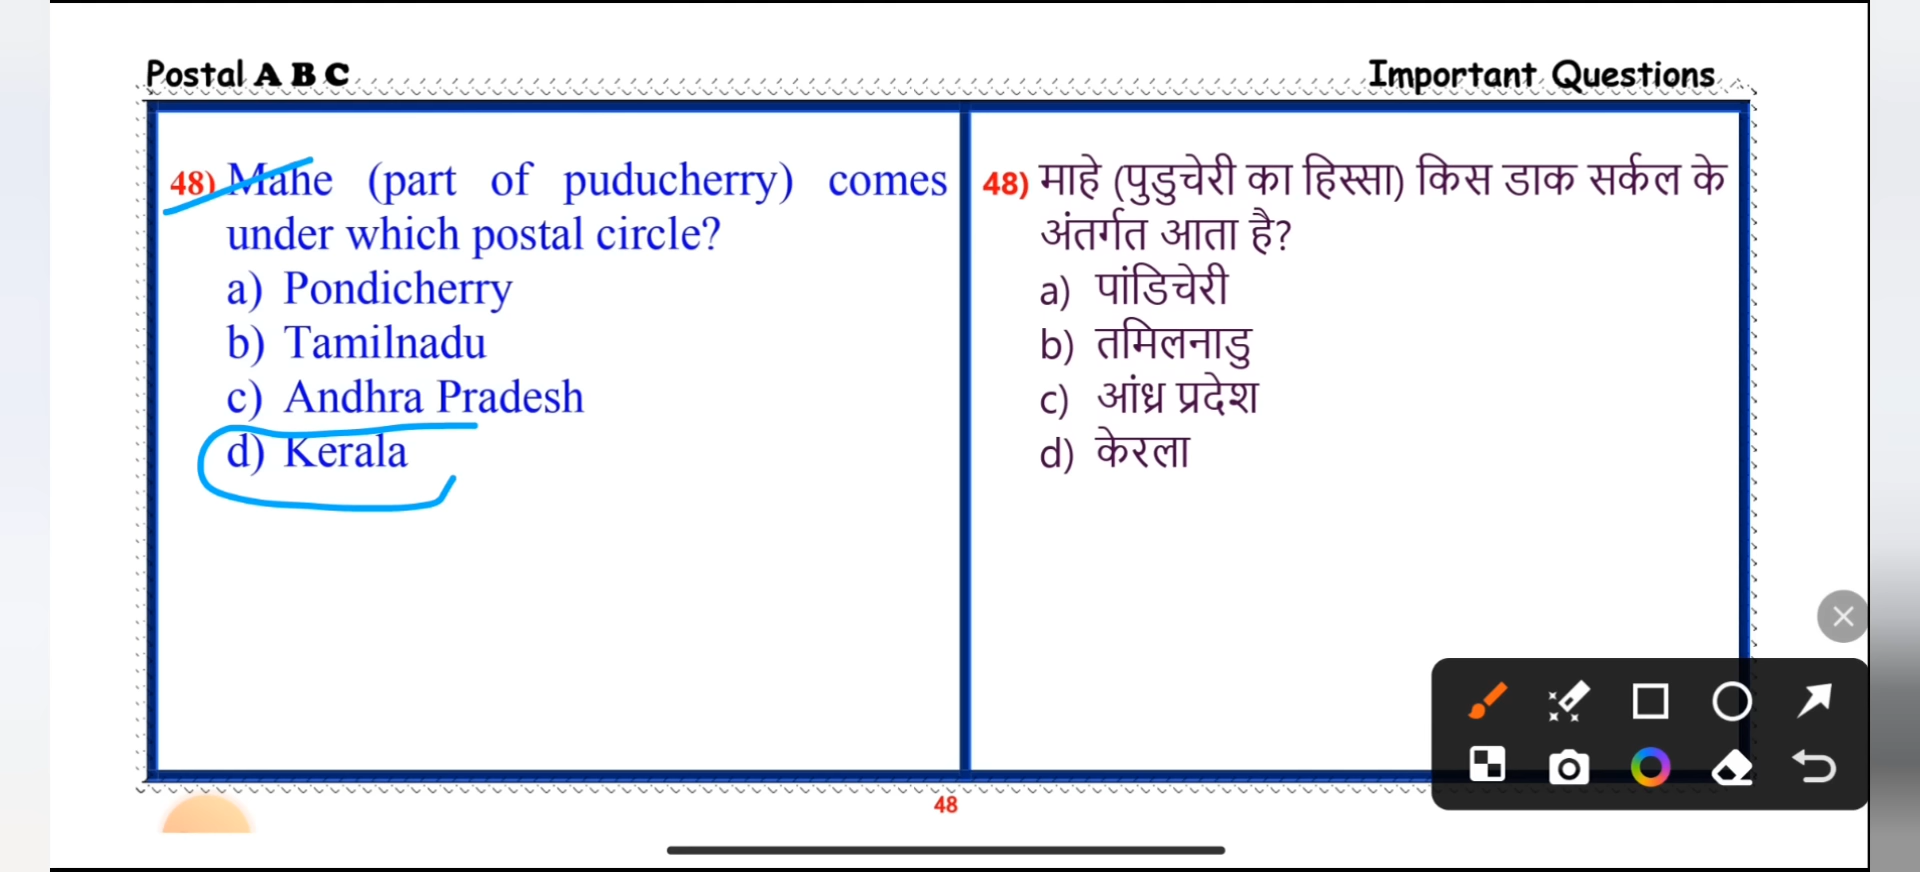 Postal A B C
Important Questions
48) Mahe (part of puducherry) comes
under which postal circle?
a) Pondicherry
b) Tamilnadu
c) Andhra Pradesh
d) Kerala
48) माहे (पुडुचेरी का हिस्सा) किस डाक सर्कल के
अंतर्गत आता है?
a) पांडिचेरी
b) तमिलनाडु
c) आंध्र प्रदेश
d) केरला
48